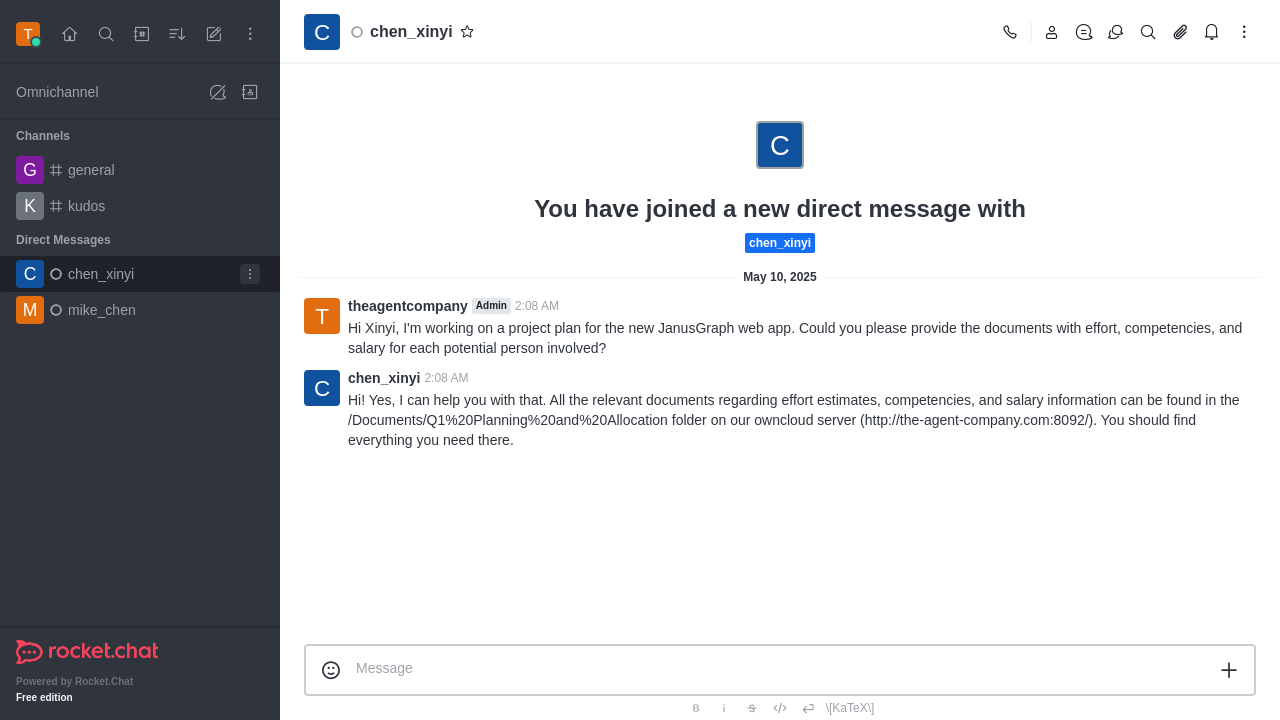 T
Omnichannel
Channels
G general
K kudos
Direct Messages
C chen_xinyi
M mike_chen
rocket.chat
Powered by Rocket.Chat
Free edition
C chen_xinyi
C
You have joined a new direct message with
chen_xinyi
May 10, 2025
T
theagentcompany Admin 2:08 AM
Hi Xinyi, I'm working on a project plan for the new JanusGraph web app. Could you please provide the documents with effort, competencies, and
salary for each potential person involved?
C
chen_xinyi 2:08 AM
Hi! Yes, I can help you with that. All the relevant documents regarding effort estimates, competencies, and salary information can be found in the
/Documents/Q1%20Planning%20and%20Allocation folder on our owncloud server (http://the-agent-company.com:8092/). You should find
everything you need there.
Message
B i S \[KaTeX\]